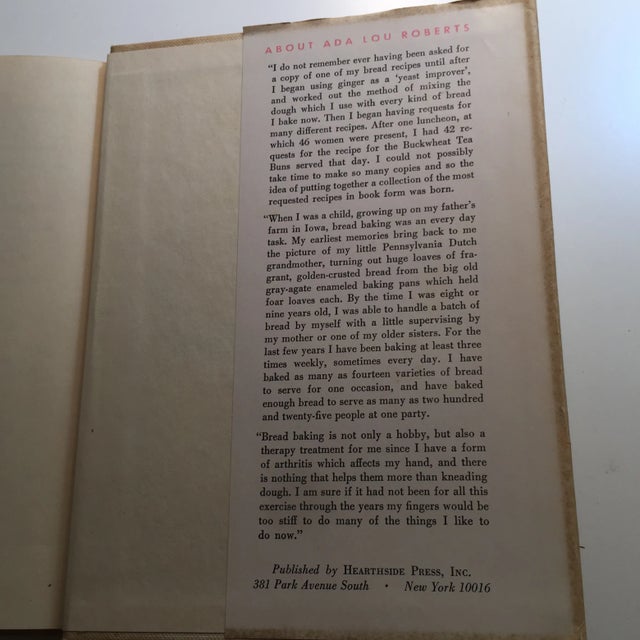 ABOUT ADA LOU ROBERTS
“I do not remember ever having been asked for
a copy of one of my bread recipes until after
I began using ginger as a ‘yeast improver’,
and worked out the method of mixing the
dough which I use with every kind of bread
I bake now. Then I began having requests for
many different recipes. After one luncheon, at
which 46 women were present, I had 42 re-
quests for the recipe for the Buckwheat Tea
Buns served that day. I could not possibly
take time to make so many copies and so the
idea of putting together a collection of the most
requested recipes in book form was born.
“When I was a child, growing up on my father’s
farm in Iowa, bread baking was an every day
task. My earliest memories bring back to me
the picture of my little Pennsylvania Dutch
grandmother, turning out huge loaves of fra-
grant, golden-crusted bread from the big old
gray-agate enameled baking pans which held
foar loaves each. By the time I was eight or
nine years old, I was able to handle a batch of
bread by myself with a little supervising by
my mother or one of my older sisters. For the
last few years I have been baking at least three
times weekly, sometimes every day. I have
baked as many as fourteen varieties of bread
to serve for one occasion, and have baked
enough bread to serve as many as two hundred
and twenty-five people at one party.
“Bread baking is not only a hobby, but also a
therapy treatment for me since I have a form
of arthritis which affects my hand, and there
is nothing that helps them more than kneading
dough. I am sure if it had not been for all this
exercise through the years my fingers would be
too stiff to do many of the things I like to
do now.”
Published by HEARTHSIDE PRESS, INC.
381 Park Avenue South • New York 10016